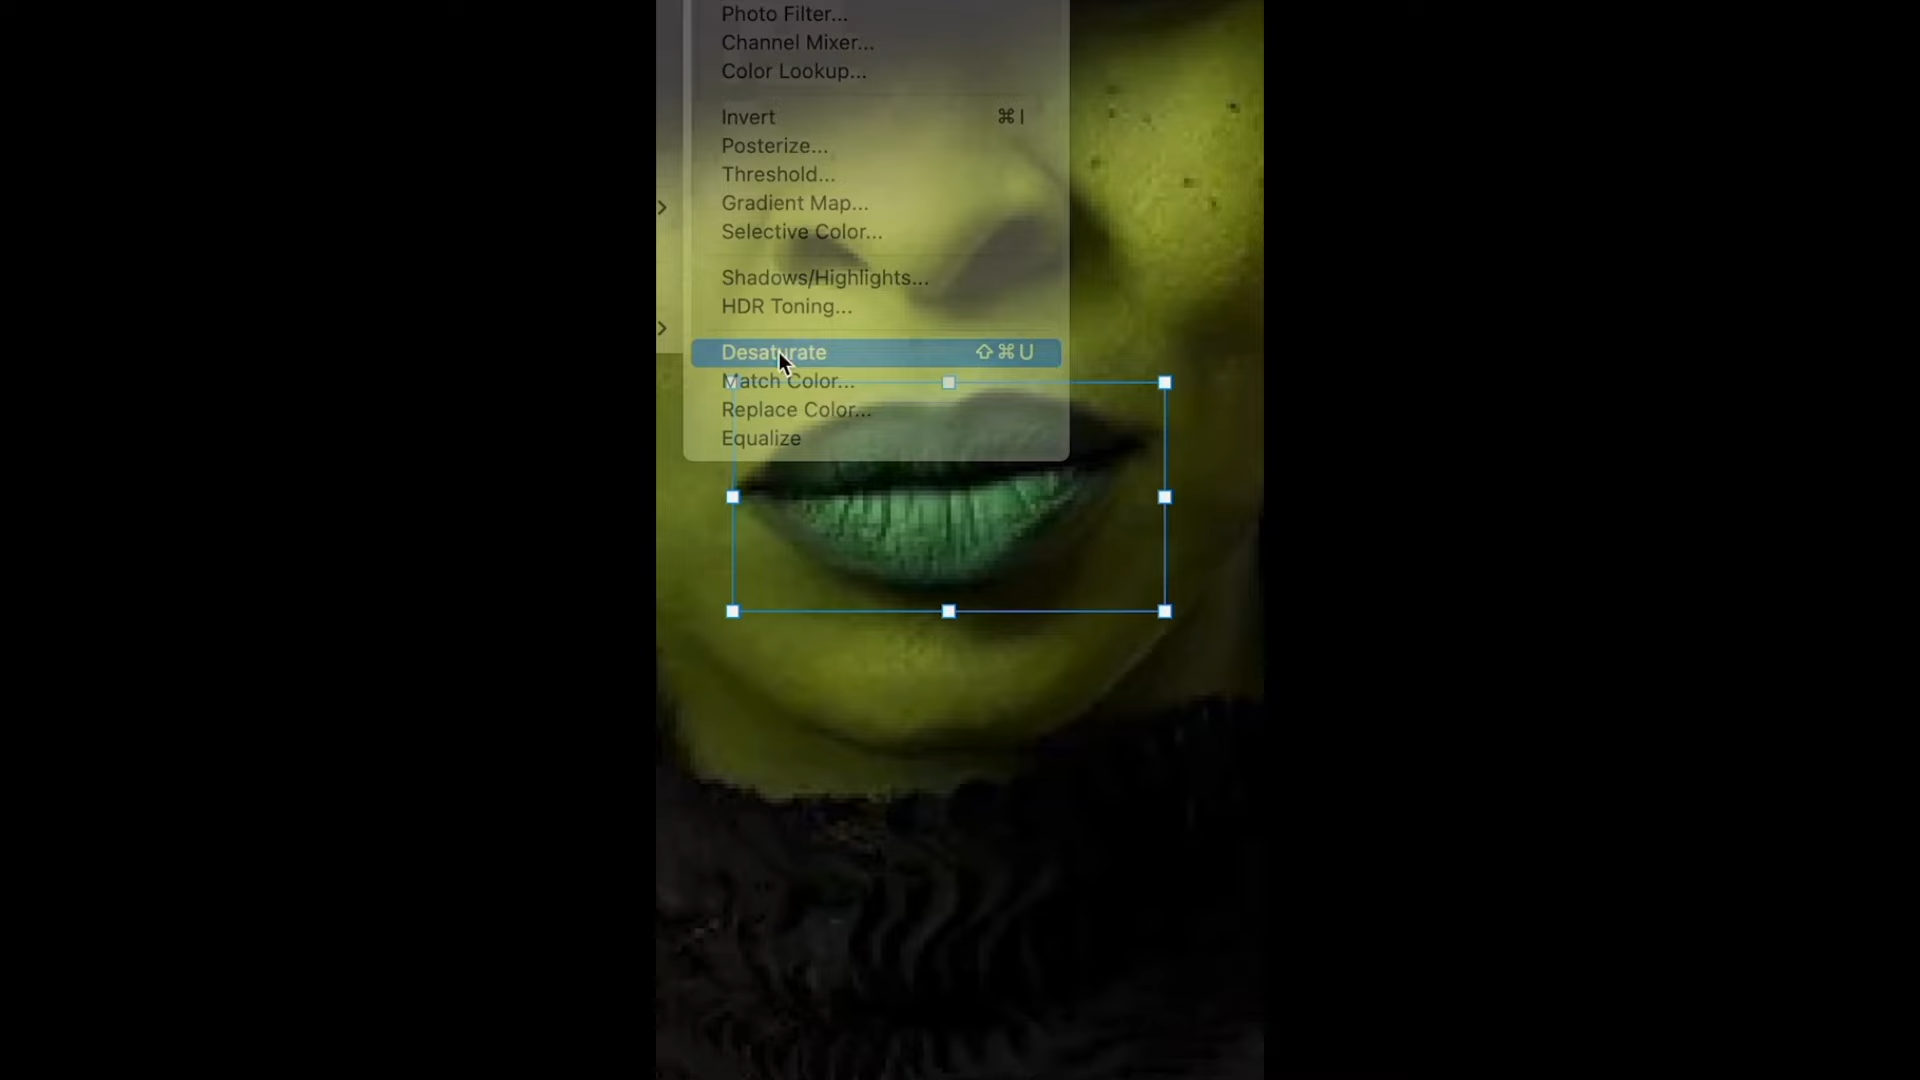 Photo Filter...
Channel Mixer...
Color Lookup...
Invert ⌘I
Posterize...
Threshold...
Gradient Map...
Selective Color...
Shadows/Highlights...
HDR Toning...
Desaturate ⇧⌘U
Match Color...
Replace Color...
Equalize